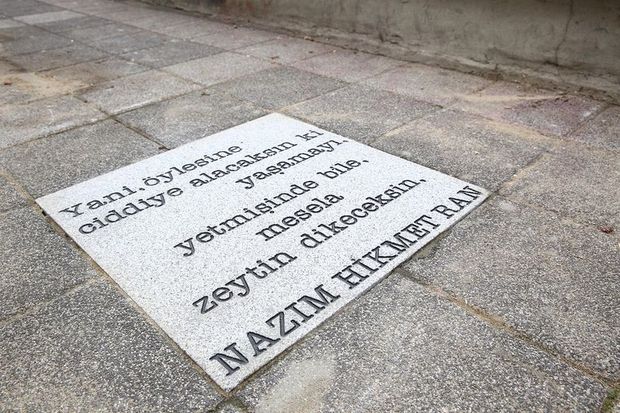 Yani, öylesine
ciddiye alacaksın ki
yaşamayı,
yetmişinde bile,
mesela
zeytin dikeceksin,
NAZIM HİKMET RAN